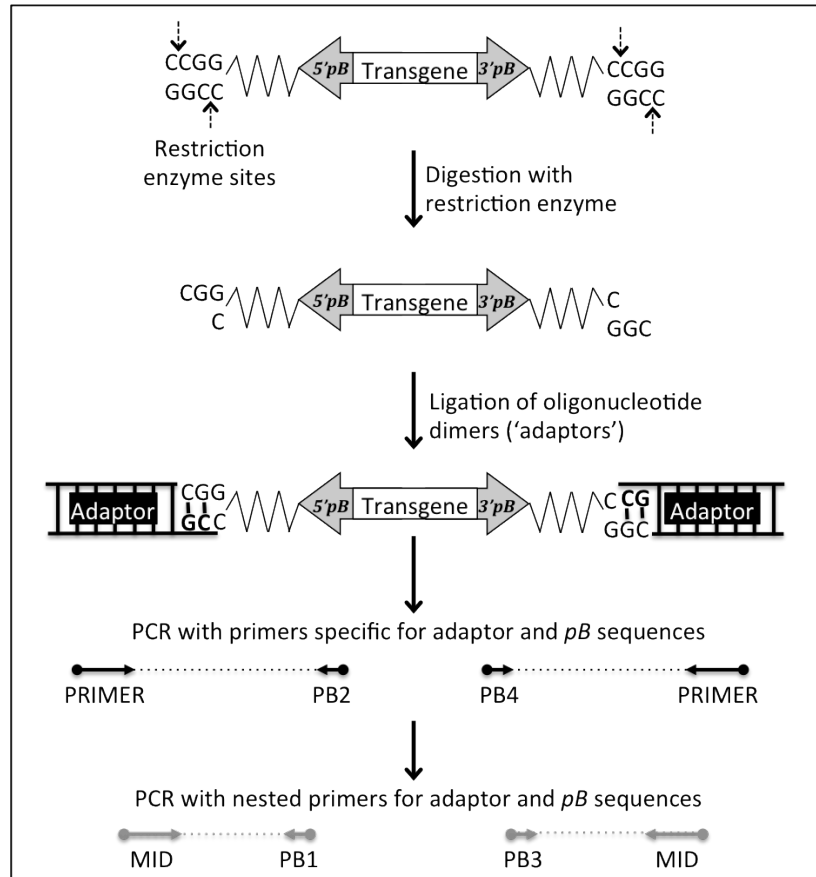 CCGG 5'pB Transgene 3'pB CCGG
GGCC GGCC
Restriction
enzyme sites
Digestion with
restriction enzyme
CGG 5'pB Transgene 3'pB C
C GGC
Ligation of oligonucleotide
dimers ('adaptors')
Adaptor CGG 5'pB Transgene 3'pB C CG Adaptor
GCC GGC
PCR with primers specific for adaptor and pB sequences
PRIMER PB2 PB4 PRIMER
PCR with nested primers for adaptor and pB sequences
MID PB1 PB3 MID